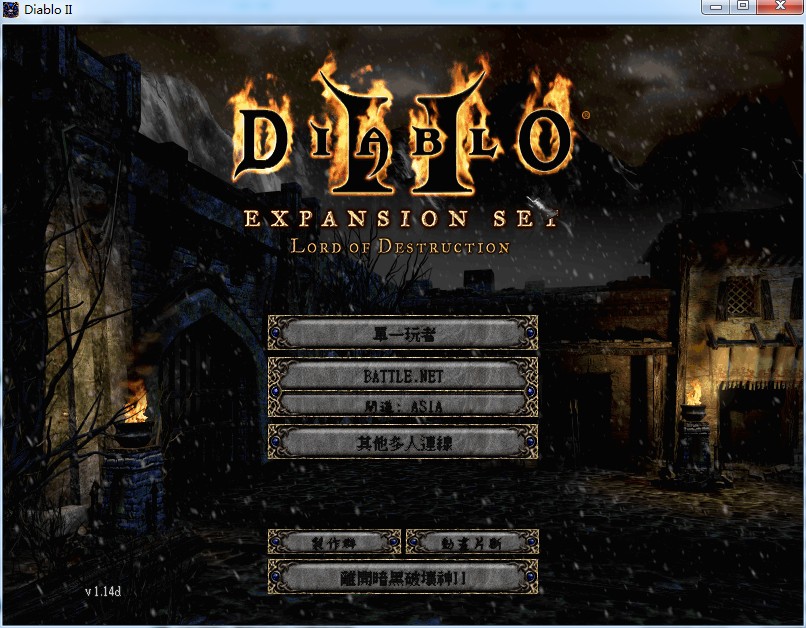 Diablo II
DIABLO II
EXPANSION SET
LORD OF DESTRUCTION
單一玩者
BATTLE.NET
閘道: ASIA
其他多人連線
製作群
動畫片斷
離開暗黑破壞神II
v 1.14d